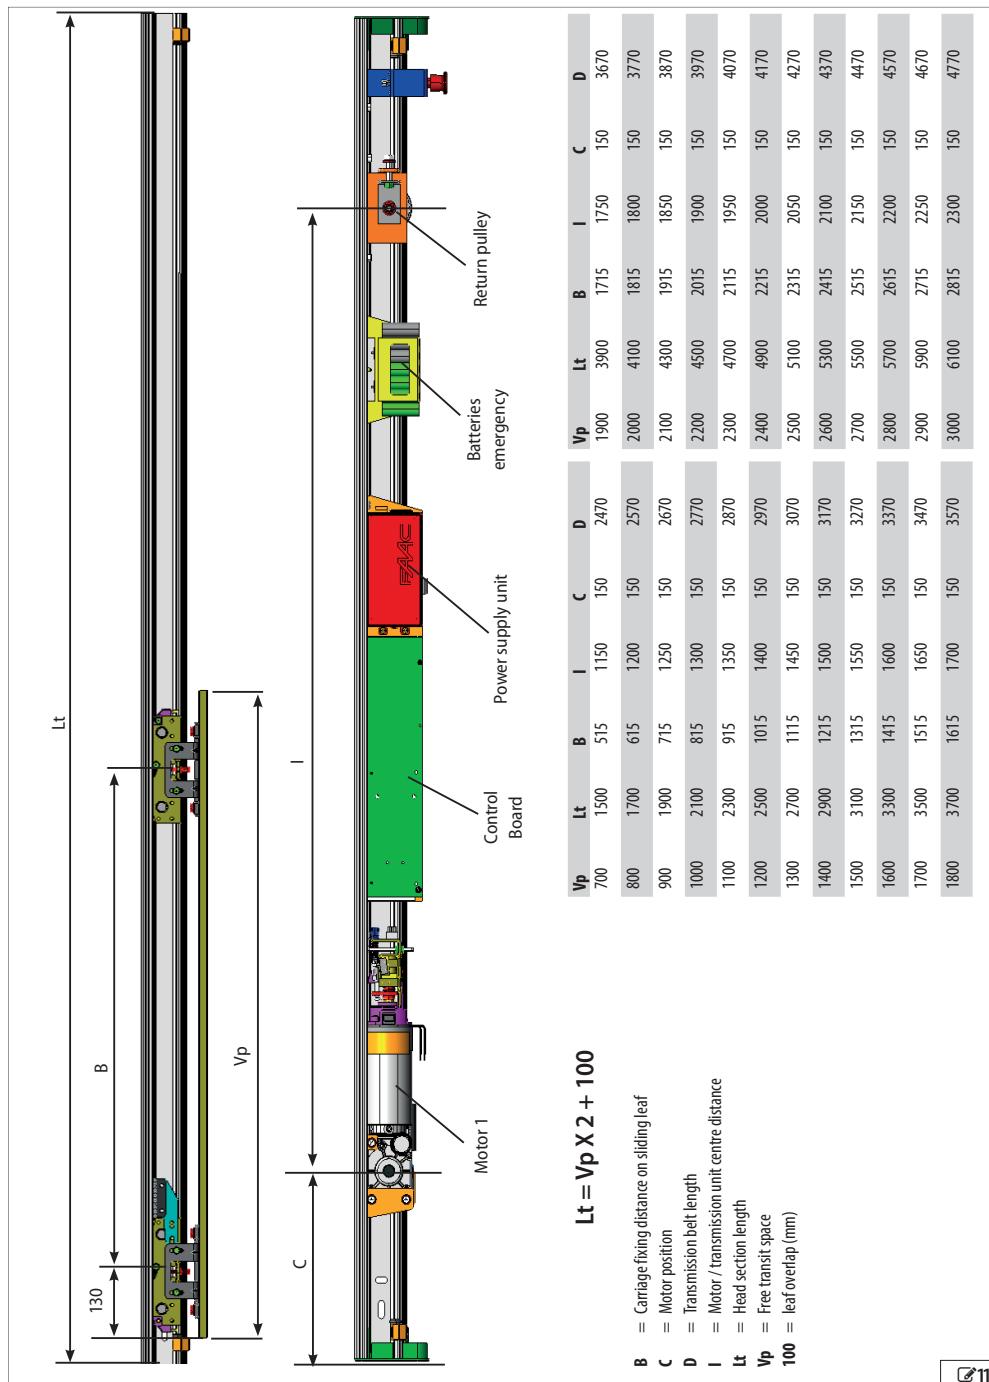 Lt
B
130
Vp
I
C
Return pulley
Batteries
emergency
Power supply unit
FAAC
Control
Board
Motor 1
Lt = Vp X 2 + 100
B = Carriage fixing distance on sliding leaf
C = Motor position
D = Transmission belt length
I = Motor / transmission unit centre distance
Lt = Head section length
Vp = Free transit space
100 = leaf overlap (mm)
Vp Lt B I C D
700 1500 515 1150 150 2470
800 1700 615 1200 150 2570
900 1900 715 1250 150 2670
1000 2100 815 1300 150 2770
1100 2300 915 1350 150 2870
1200 2500 1015 1400 150 2970
1300 2700 1115 1450 150 3070
1400 2900 1215 1500 150 3170
1500 3100 1315 1550 150 3270
1600 3300 1415 1600 150 3370
1700 3500 1515 1650 150 3470
1800 3700 1615 1700 150 3570
Vp Lt B I C D
1900 3900 1715 1750 150 3670
2000 4100 1815 1800 150 3770
2100 4300 1915 1850 150 3870
2200 4500 2015 1900 150 3970
2300 4700 2115 1950 150 4070
2400 4900 2215 2000 150 4170
2500 5100 2315 2050 150 4270
2600 5300 2415 2100 150 4370
2700 5500 2515 2150 150 4470
2800 5700 2615 2200 150 4570
2900 5900 2715 2250 150 4670
3000 6100 2815 2300 150 4770
11